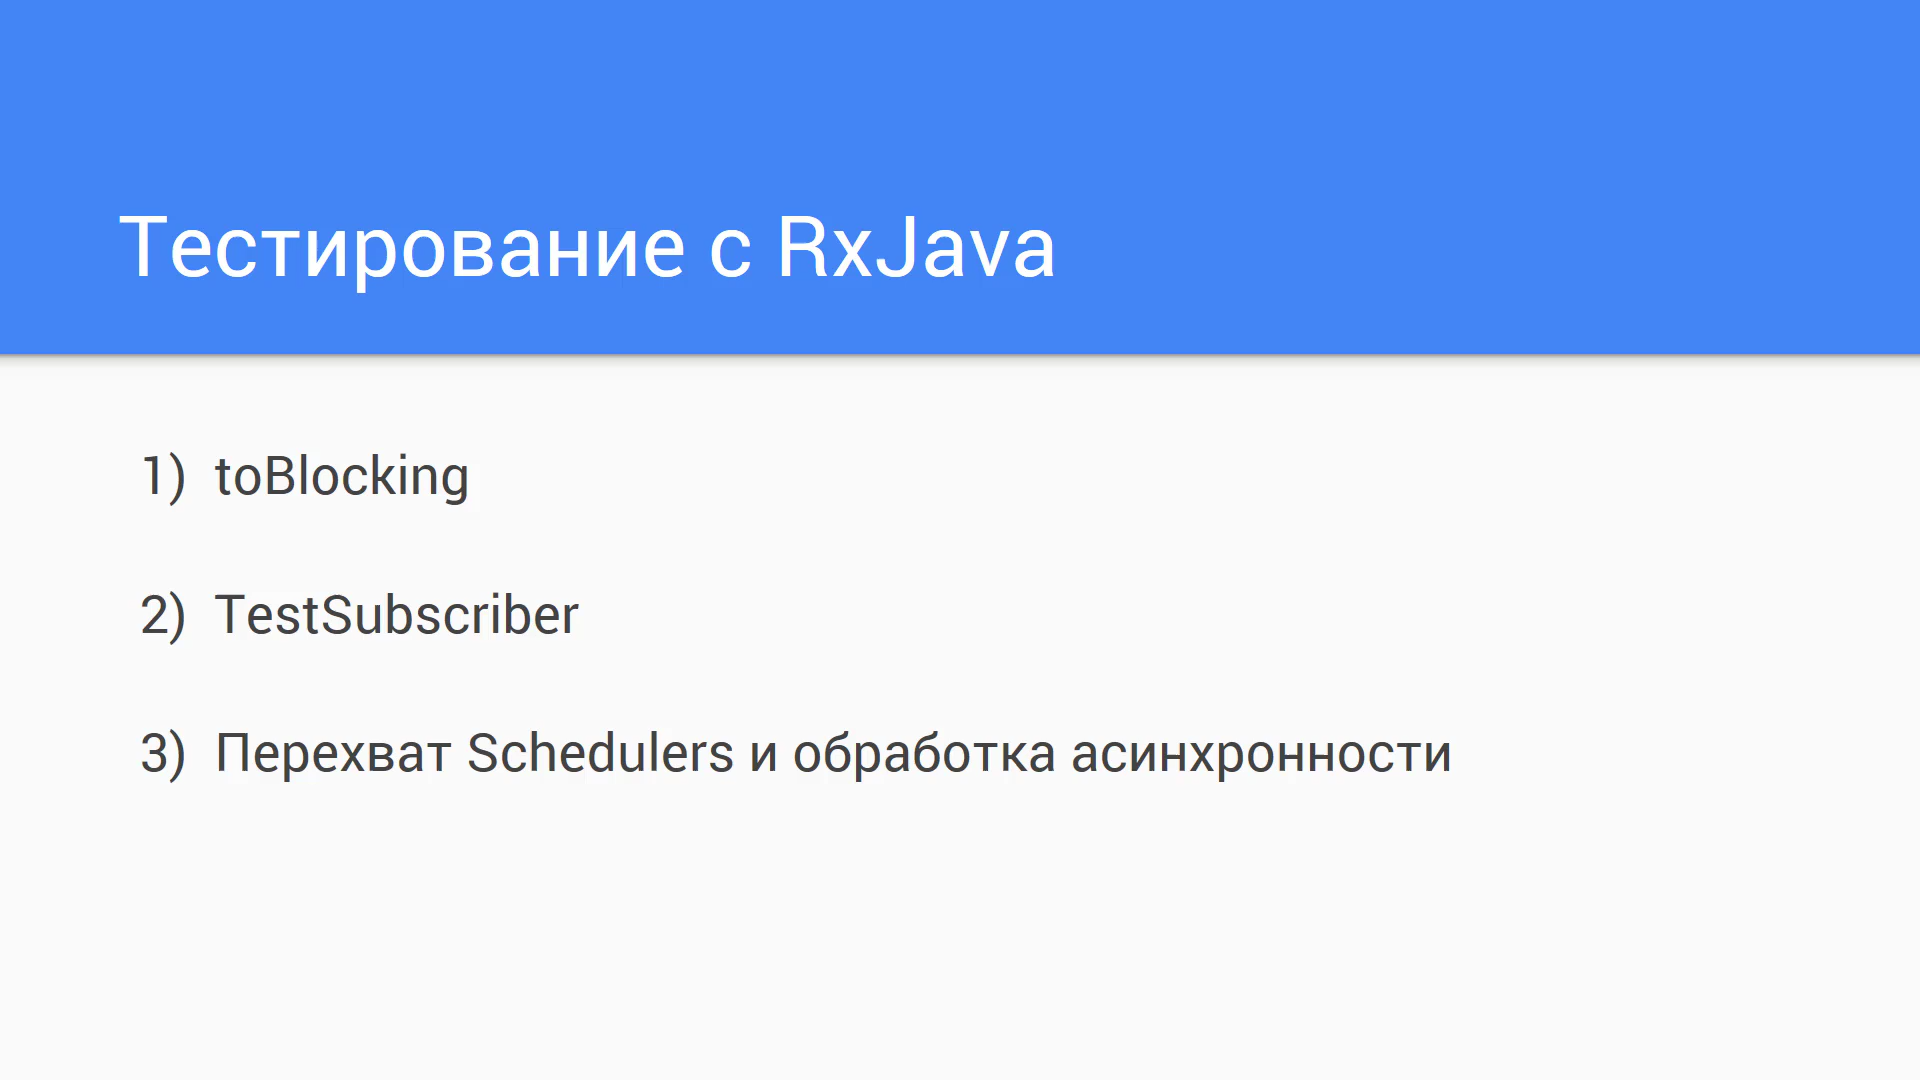 Тестирование с RxJava
1) toBlocking
2) TestSubscriber
3) Перехват Schedulers и обработка асинхронности